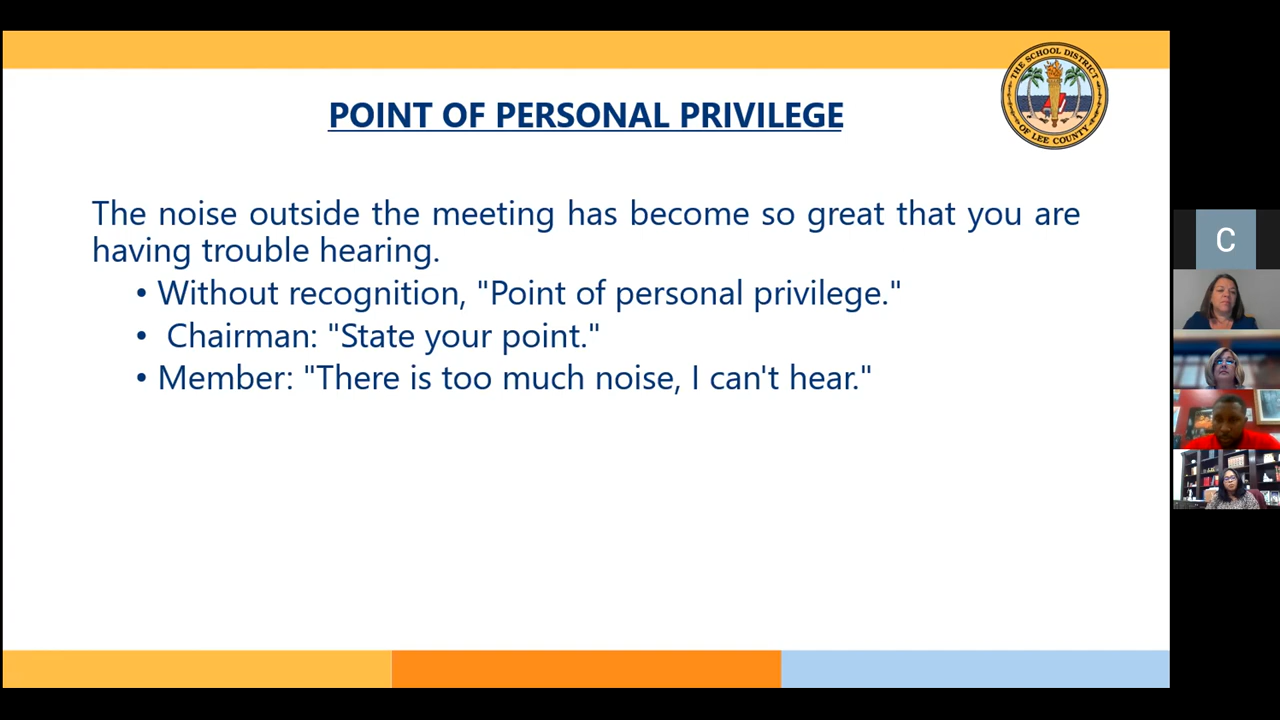 THE SCHOOL DISTRICT
OF LEE COUNTY
POINT OF PERSONAL PRIVILEGE
The noise outside the meeting has become so great that you are
having trouble hearing.
• Without recognition, "Point of personal privilege."
• Chairman: "State your point."
• Member: "There is too much noise, I can't hear."
C